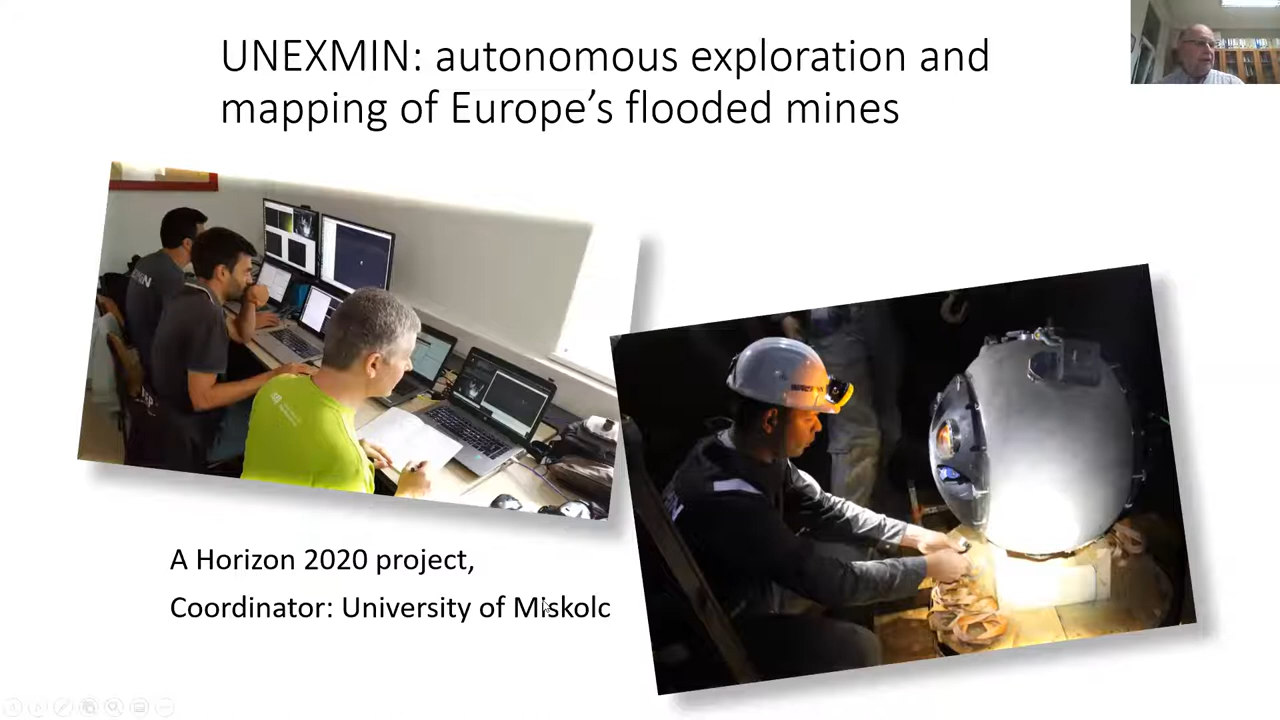 UNEXMIN: autonomous exploration and
mapping of Europe’s flooded mines
A Horizon 2020 project,
Coordinator: University of Miskolc